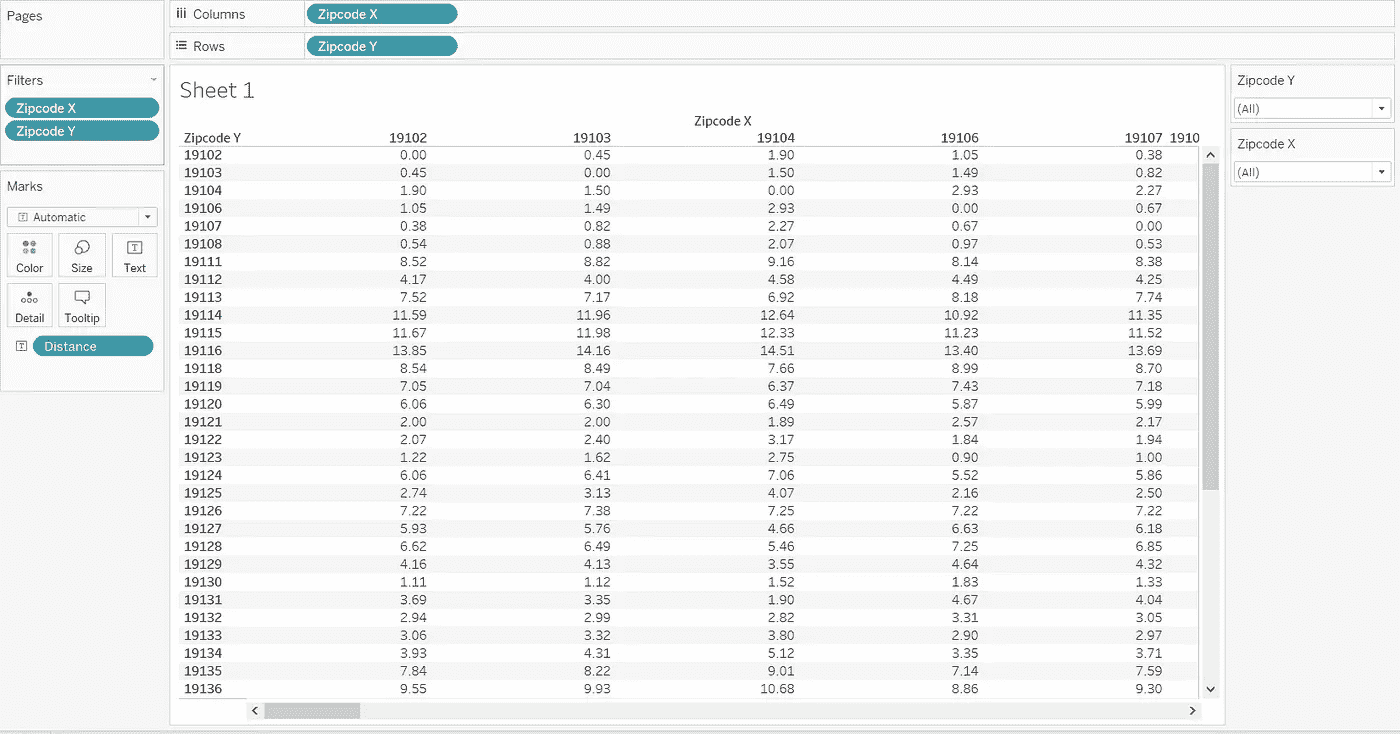 Pages
Columns Zipcode X
Rows Zipcode Y
Filters
Zipcode X
Zipcode Y
Marks
Automatic
Color Size Text
Detail Tooltip
Distance
Sheet 1
Zipcode X
Zipcode Y 19102 19103 19104 19106 19107 1910
19102 0.00 0.45 1.90 1.05 0.38
19103 0.45 0.00 1.50 1.49 0.82
19104 1.90 1.50 0.00 2.93 2.27
19106 1.05 1.49 2.93 0.00 0.67
19107 0.38 0.82 2.27 0.67 0.00
19108 0.54 0.88 2.07 0.97 0.53
19111 8.52 8.82 9.16 8.14 8.38
19112 4.17 4.00 4.58 4.49 4.25
19113 7.52 7.17 6.92 8.18 7.74
19114 11.59 11.96 12.64 10.92 11.35
19115 11.67 11.98 12.33 11.23 11.52
19116 13.85 14.16 14.51 13.40 13.69
19118 8.54 8.49 7.66 8.99 8.70
19119 7.05 7.04 6.37 7.43 7.18
19120 6.06 6.30 6.49 5.87 5.99
19121 2.00 2.00 1.89 2.57 2.17
19122 2.07 2.40 3.17 1.84 1.94
19123 1.22 1.62 2.75 0.90 1.00
19124 6.06 6.41 7.06 5.52 5.86
19125 2.74 3.13 4.07 2.16 2.50
19126 7.22 7.38 7.25 7.22 7.22
19127 5.93 5.76 4.66 6.63 6.18
19128 6.62 6.49 5.46 7.25 6.85
19129 4.16 4.13 3.55 4.64 4.32
19130 1.11 1.12 1.52 1.83 1.33
19131 3.69 3.35 1.90 4.67 4.04
19132 2.94 2.99 2.82 3.31 3.05
19133 3.06 3.32 3.80 2.90 2.97
19134 3.93 4.31 5.12 3.35 3.71
19135 7.84 8.22 9.01 7.14 7.59
19136 9.55 9.93 10.68 8.86 9.30
Zipcode Y
(All)
Zipcode X
(All)